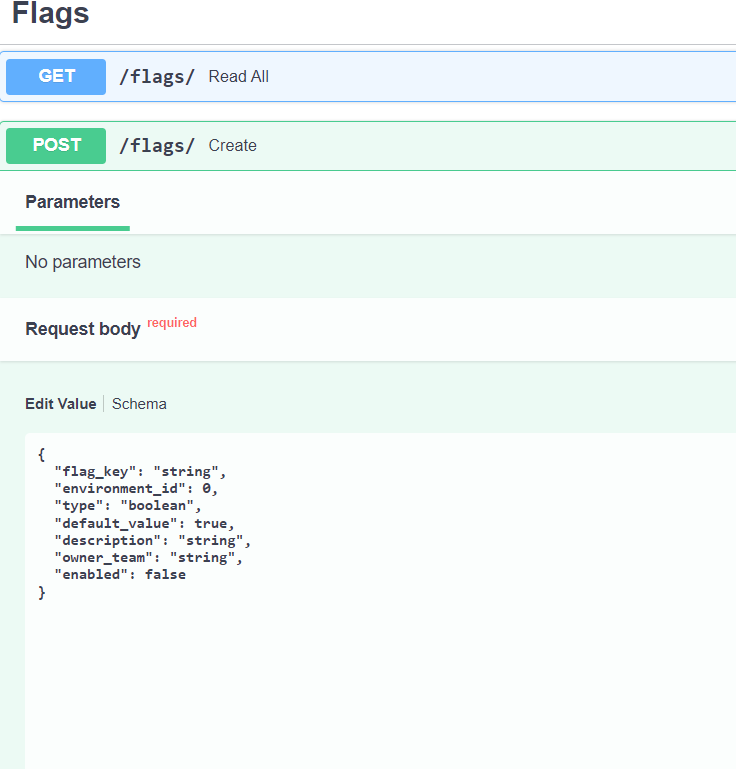 Flags
GET /flags/ Read All
POST /flags/ Create
Parameters
No parameters
Request body required
Edit Value Schema
{
  "flag_key": "string",
  "environment_id": 0,
  "type": "boolean",
  "default_value": true,
  "description": "string",
  "owner_team": "string",
  "enabled": false
}